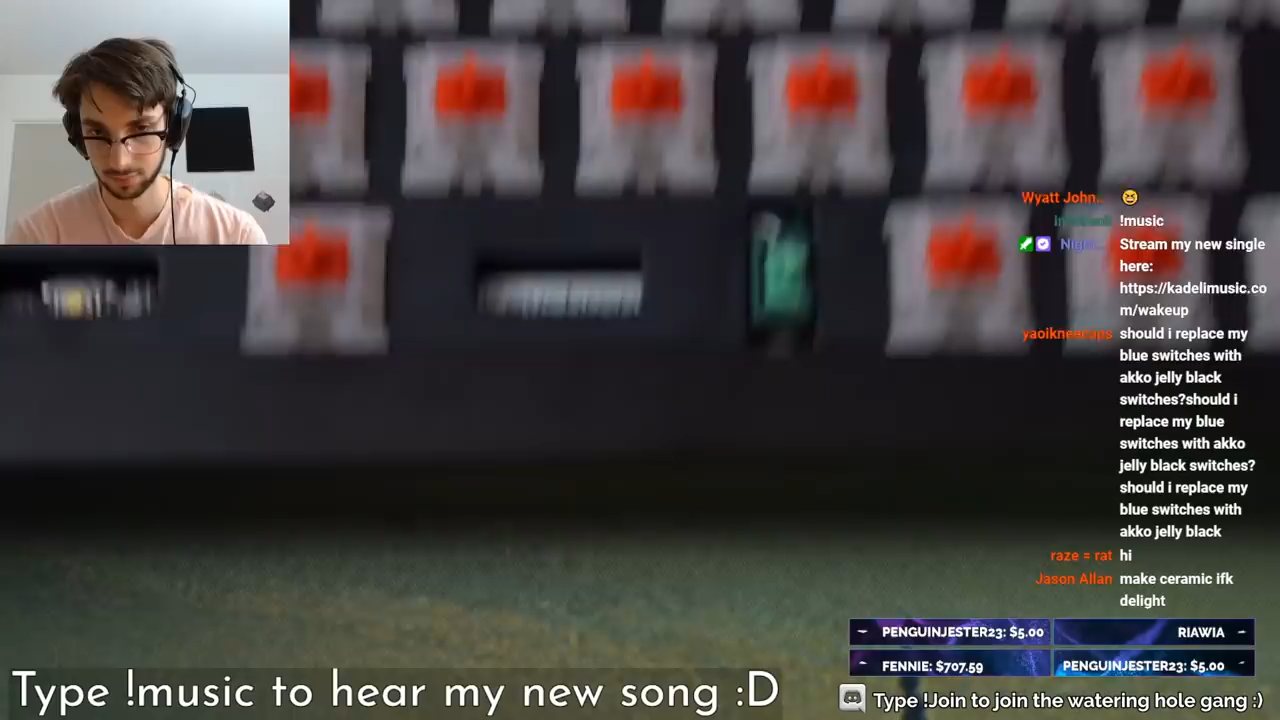 Wyatt John..
!music
Stream my new single
here:
https://kadelimusic.co
m/wakeup
yaoikneecaps should i replace my
blue switches with
akko jelly black
switches?should i
replace my blue
switches with akko
jelly black switches?
should i replace my
blue switches with
akko jelly black
raze = rat hi
Jason Allan make ceramic ifk
delight
PENGUINJESTER23: $5.00 RIAWIA
FENNIE: $707.59 PENGUINJESTER23: $5.00
Type !music to hear my new song :D
Type !Join to join the watering hole gang :)